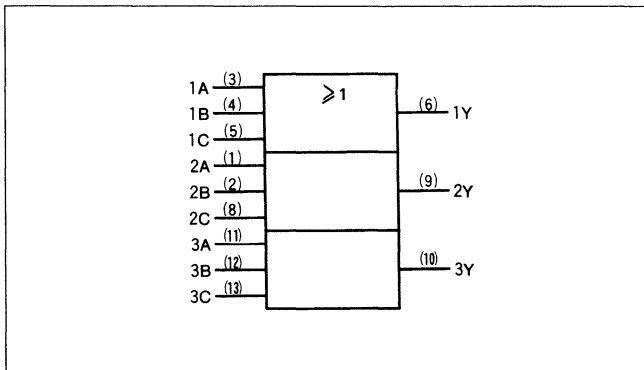 1A (3)
≥1
1B (4)
(6) 1Y
1C (5)
2A (1)
2B (2)
(9) 2Y
2C (8)
3A (11)
3B (12)
(10) 3Y
3C (13)